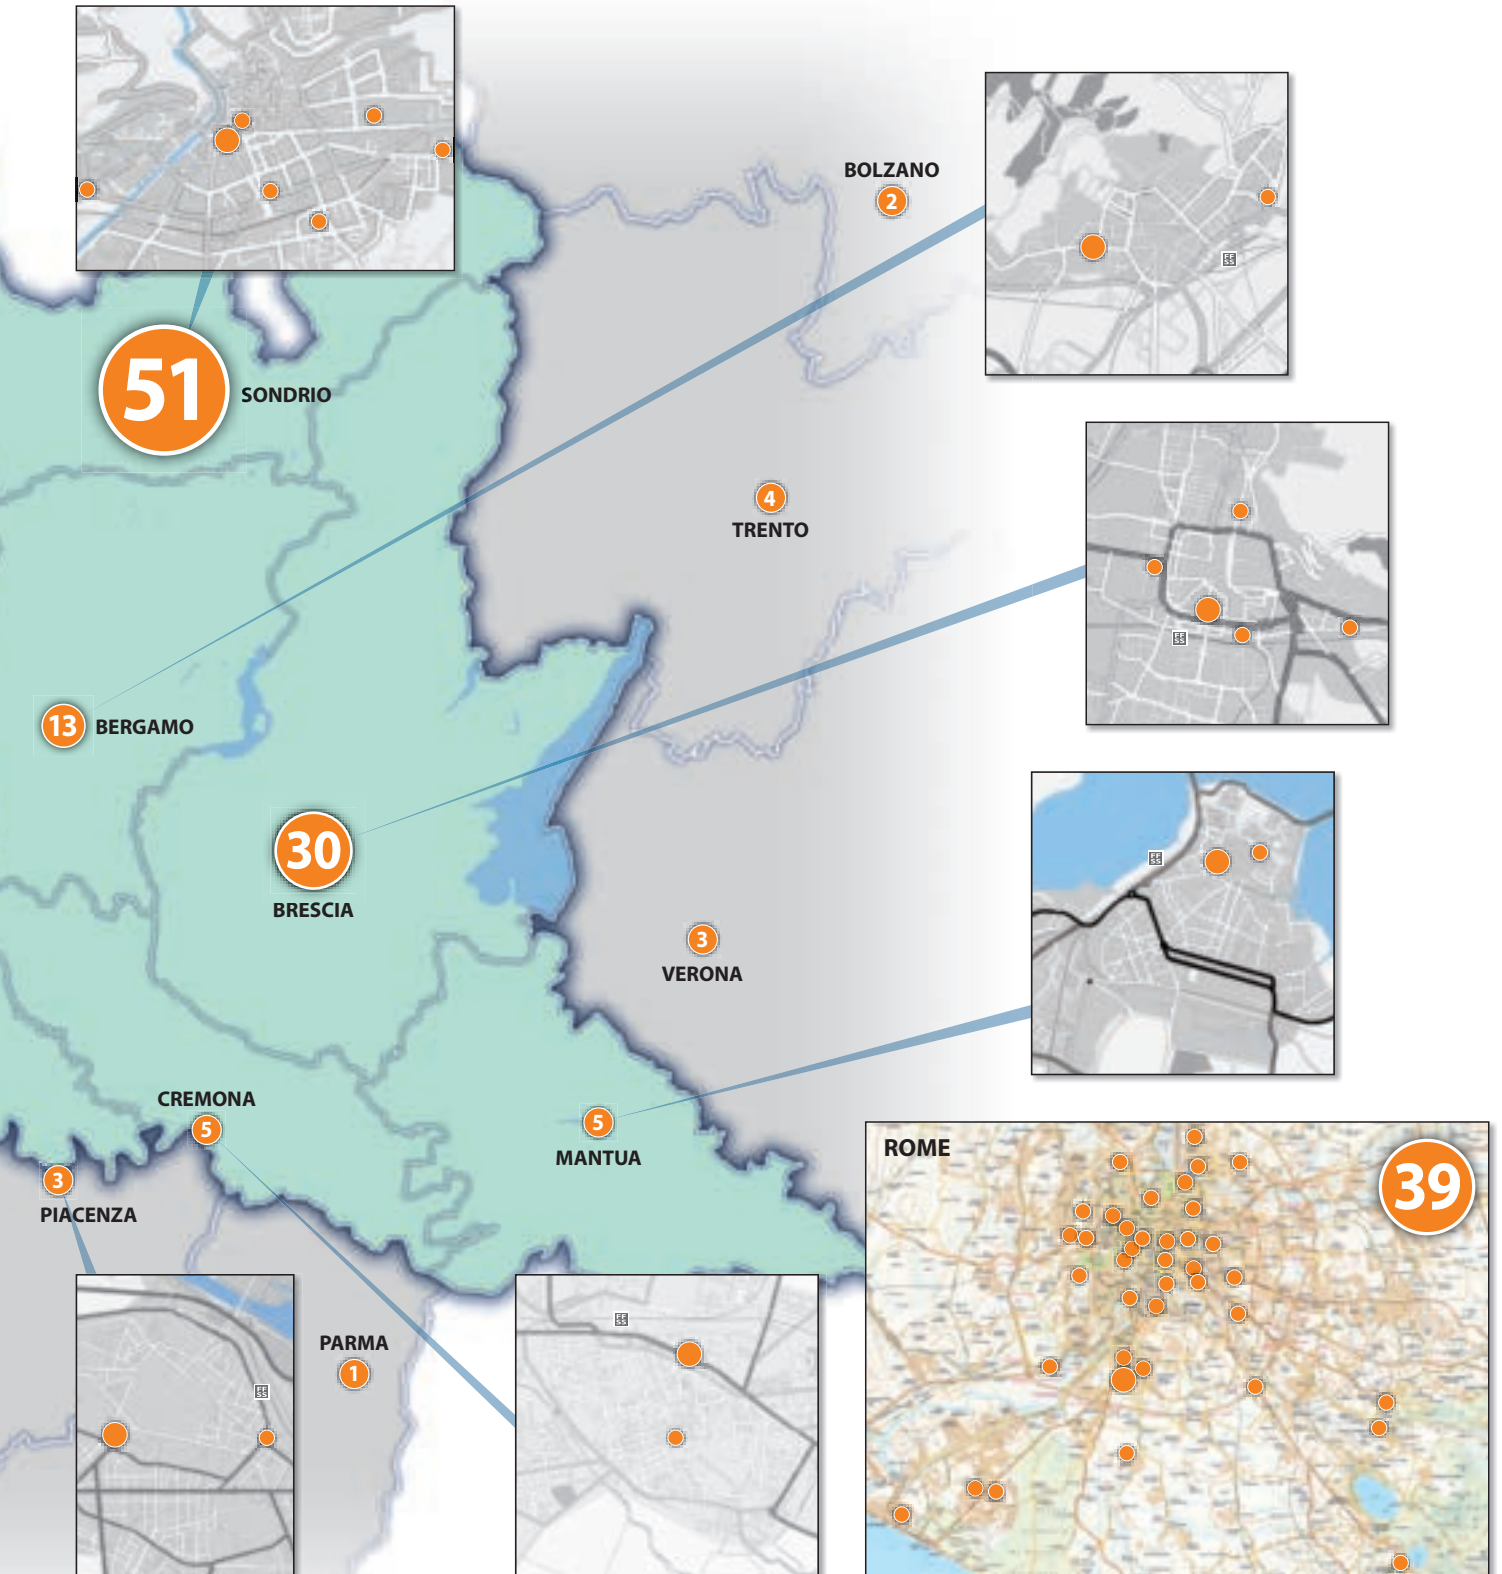 BOLZANO
2
51
SONDRIO
4
TRENTO
13
BERGAMO
30
BRESCIA
3
VERONA
CREMONA
5
5
MANTUA
3
PIACENZA
PARMA
1
ROME
39